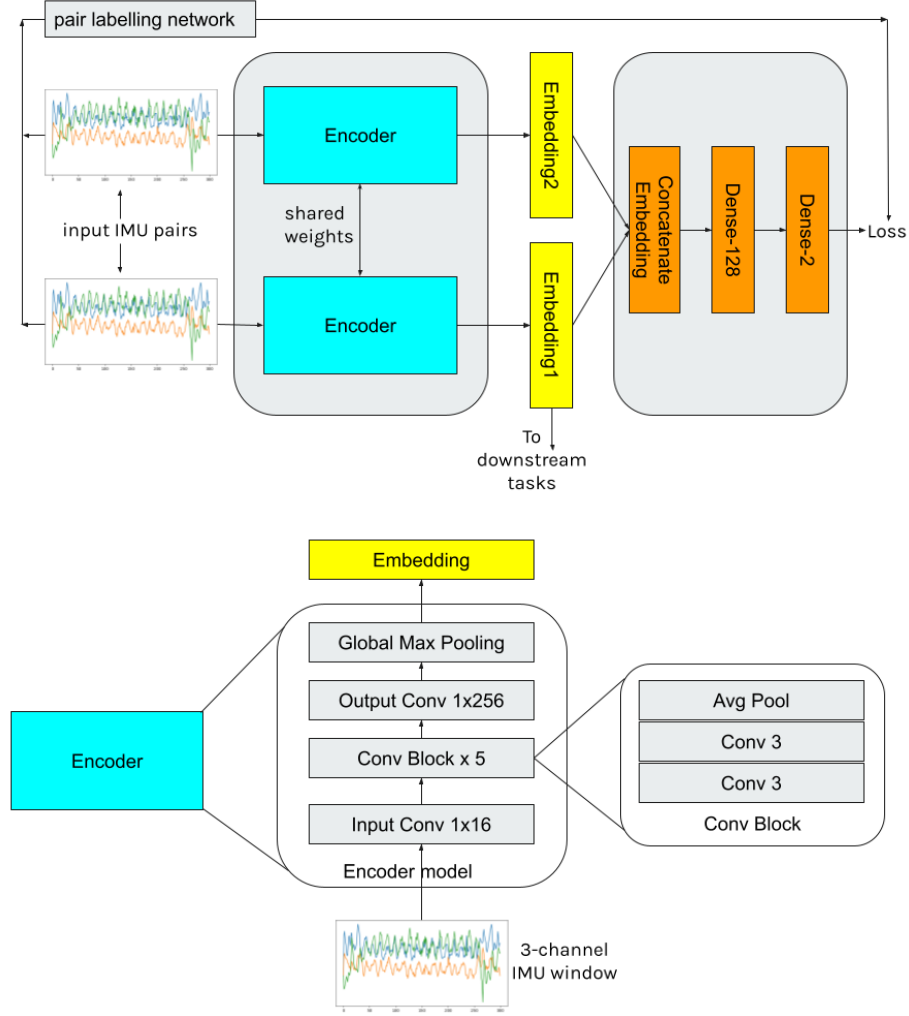 pair labelling network
Encoder
Embedding2
input IMU pairs
shared
weights
Concatenate
Embedding
Dense-128
Dense-2
Loss
Encoder
Embedding1
To
downstream
tasks
Embedding
Global Max Pooling
Output Conv 1x256
Conv Block x 5
Input Conv 1x16
Encoder model
Encoder
Avg Pool
Conv 3
Conv 3
Conv Block
3-channel
IMU window